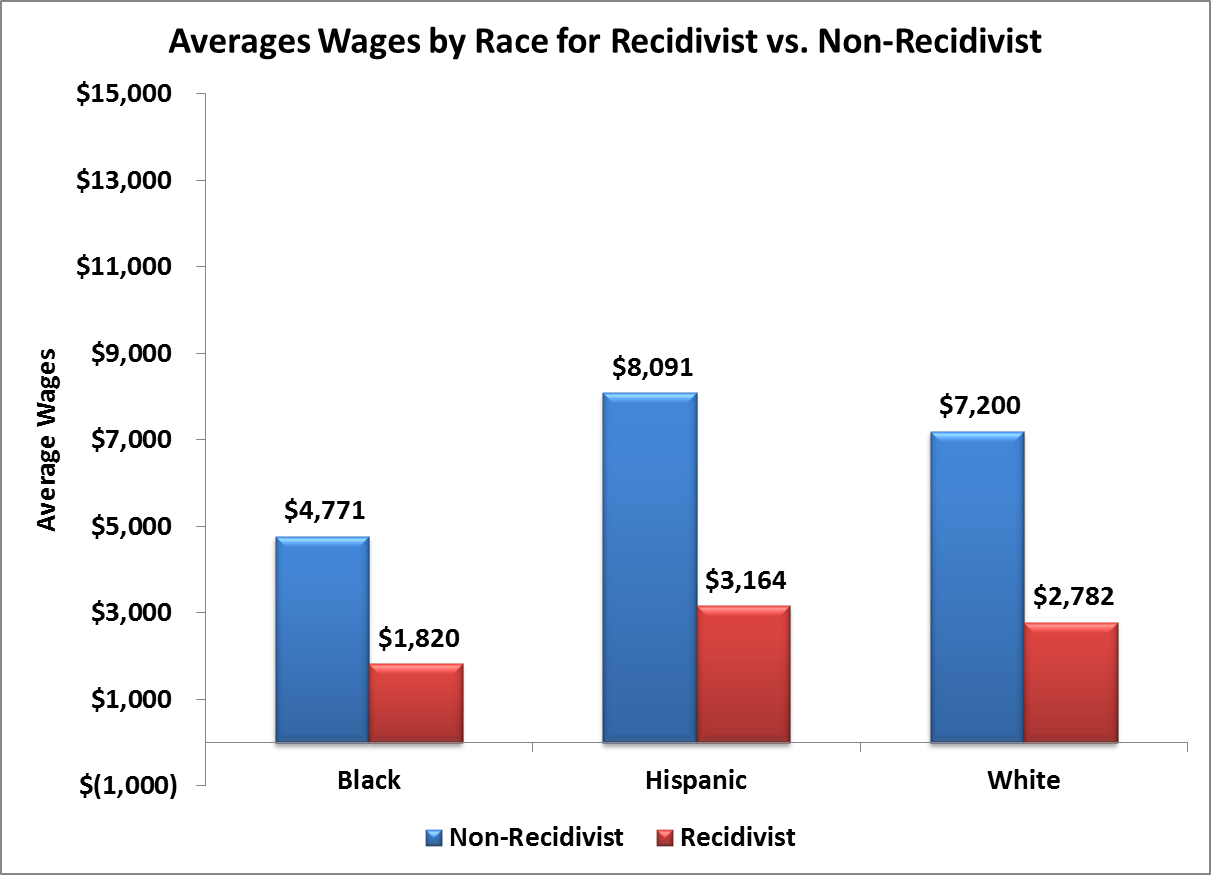 Averages Wages by Race for Recidivist vs. Non-Recidivist
$15,000
$13,000
$11,000
$9,000
$7,000
$5,000
$3,000
$1,000
$(1,000)
Average Wages
$4,771
$1,820
$8,091
$3,164
$7,200
$2,782
Black
Hispanic
White
Non-Recidivist
Recidivist